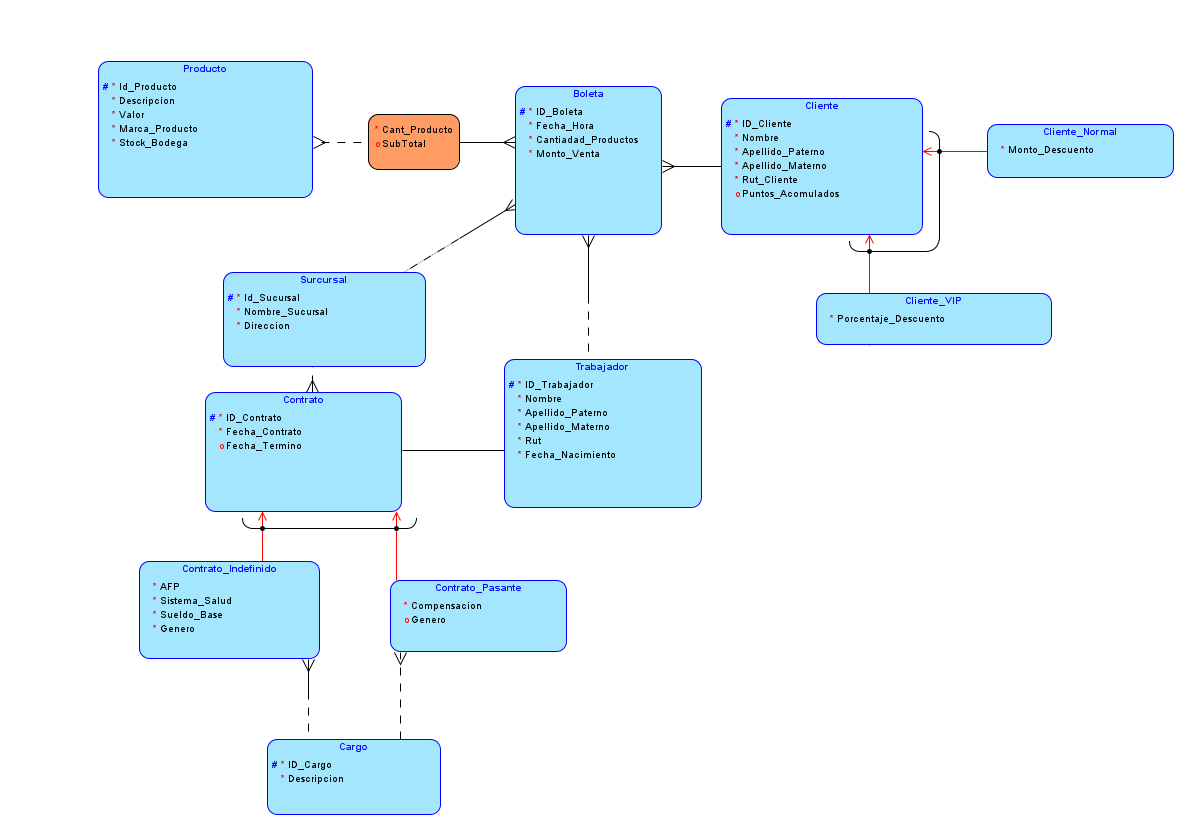 Producto
# * Id_Producto
* Descripcion
* Valor
* Marca_Producto
* Stock_Bodega
* Cant_Producto
o SubTotal
Boleta
# * ID_Boleta
* Fecha_Hora
* Cantiadad_Productos
* Monto_Venta
Cliente
# * ID_Cliente
* Nombre
* Apellido_Paterno
* Apellido_Materno
* Rut_Cliente
o Puntos_Acomulados
Cliente_Normal
* Monto_Descuento
Cliente_VIP
* Porcentaje_Descuento
Surcursal
# * Id_Sucursal
* Nombre_Sucursal
* Direccion
Trabajador
# * ID_Trabajador
* Nombre
* Apellido_Paterno
* Apellido_Materno
* Rut
* Fecha_Nacimiento
Contrato
# * ID_Contrato
* Fecha_Contrato
o Fecha_Termino
Contrato_Indefinido
* AFP
* Sistema_Salud
* Sueldo_Base
* Genero
Contrato_Pasante
* Compensacion
o Genero
Cargo
# * ID_Cargo
* Descripcion